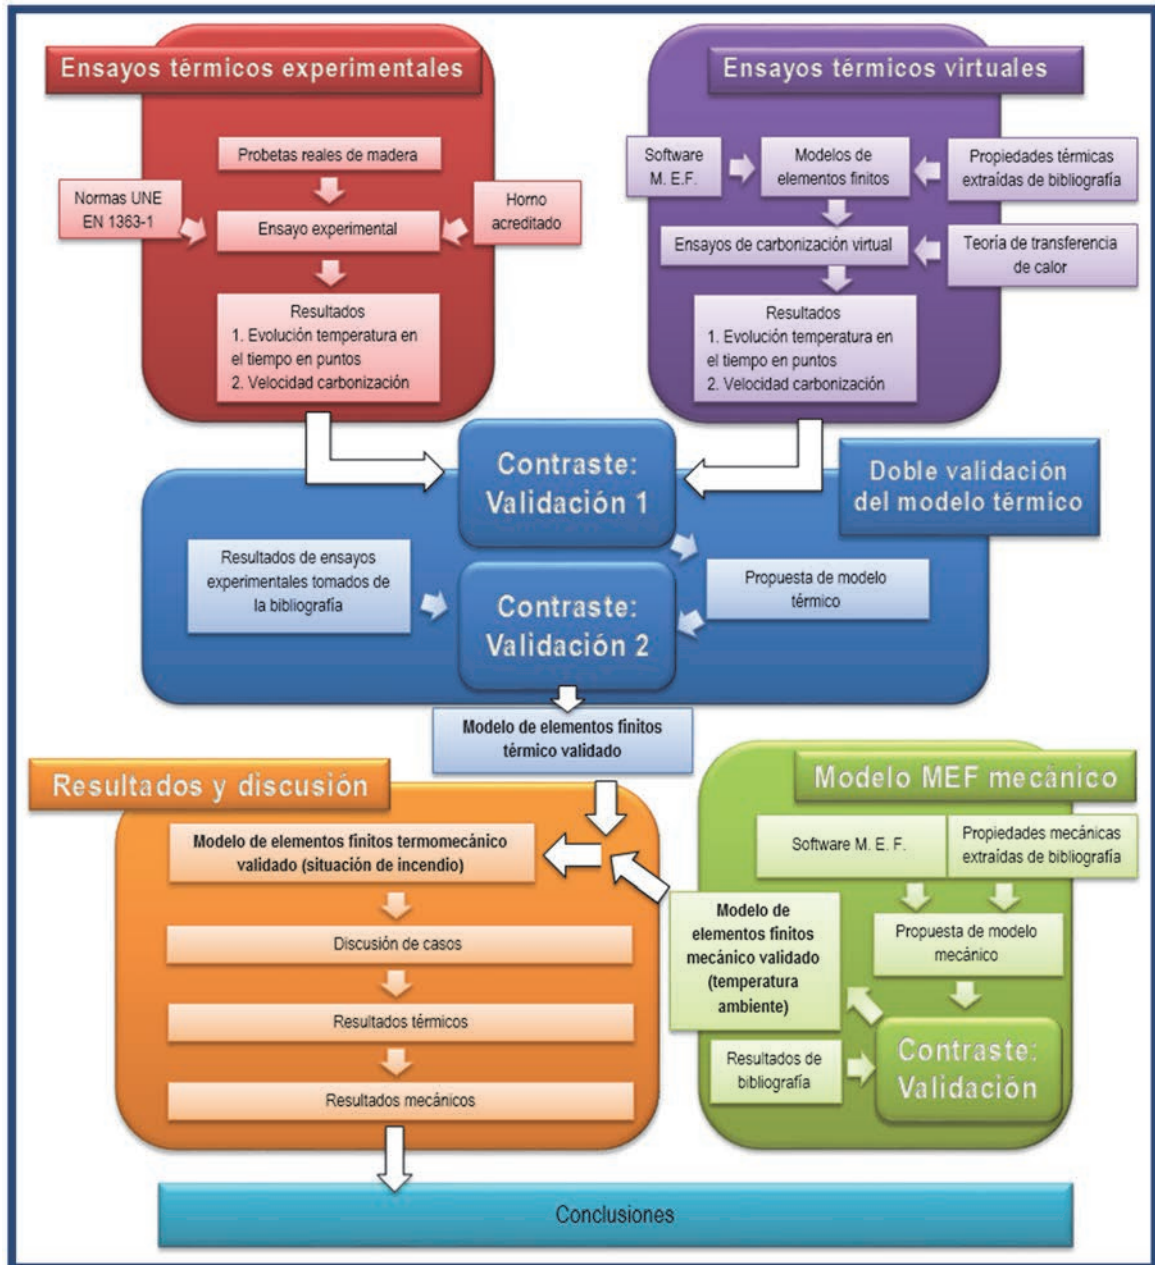 Ensayos térmicos experimentales
Probetas reales de madera
Normas UNE
EN 1363-1
Ensayo experimental
Horno
acreditado
Resultados
1. Evolución temperatura en
el tiempo en puntos
2. Velocidad carbonización
Ensayos térmicos virtuales
Software
M. E.F.
Modelos de
elementos finitos
Propiedades térmicas
extraídas de bibliografía
Ensayos de carbonización virtual
Teoría de transferencia
de calor
Resultados
1. Evolución temperatura en
el tiempo en puntos
2. Velocidad carbonización
Contraste:
Validación 1
Doble validación
del modelo térmico
Resultados de ensayos
experimentales tomados de
la bibliografía
Propuesta de modelo
térmico
Contraste:
Validación 2
Modelo de elementos finitos
térmico validado
Resultados y discusión
Modelo de elementos finitos termomecánico
validado (situación de incendio)
Discusión de casos
Resultados térmicos
Resultados mecánicos
Modelo MEF mecánico
Software M. E. F.
Propiedades mecánicas
extraídas de bibliografía
Propuesta de modelo
mecánico
Modelo de
elementos finitos
mecánico validado
(temperatura
ambiente)
Resultados de
bibliografía
Contraste:
Validación
Conclusiones